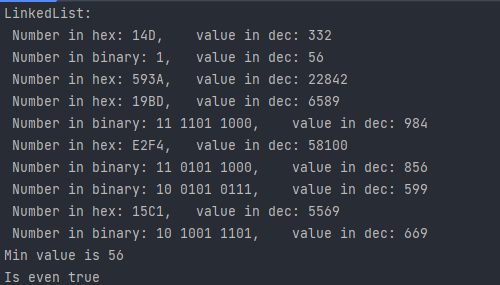 LinkedList:
Number in hex: 14D,    value in dec: 332
Number in binary: 1,   value in dec: 56
Number in hex: 593A,   value in dec: 22842
Number in hex: 19BD,   value in dec: 6589
Number in binary: 11 1101 1000,    value in dec: 984
Number in hex: E2F4,   value in dec: 58100
Number in binary: 11 0101 1000,    value in dec: 856
Number in binary: 10 0101 0111,    value in dec: 599
Number in hex: 15C1,   value in dec: 5569
Number in binary: 10 1001 1101,    value in dec: 669
Min value is 56
Is even true